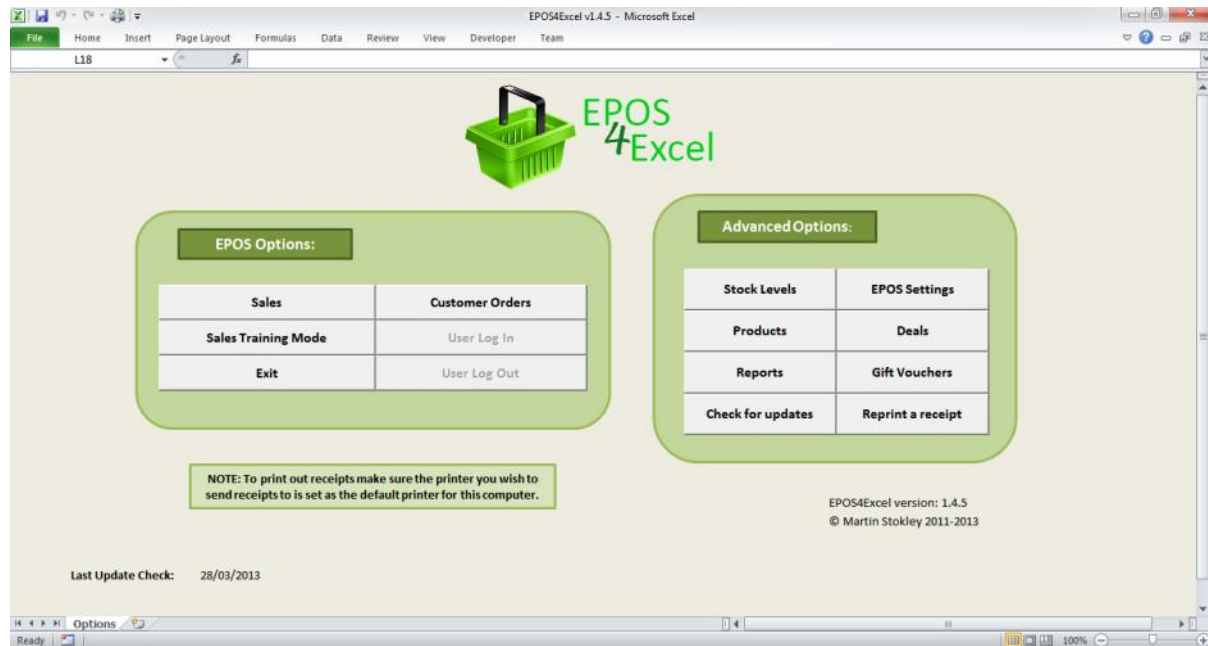 EPOS4Excel v1.4.5 - Microsoft Excel
File Home Insert Page Layout Formulas Data Review View Developer Team
L18 fx
EPOS
4Excel
EPOS Options:
Sales Customer Orders
Sales Training Mode User Log In
Exit User Log Out
Advanced Options:
Stock Levels EPOS Settings
Products Deals
Reports Gift Vouchers
Check for updates Reprint a receipt
NOTE: To print out receipts make sure the printer you wish to
send receipts to is set as the default printer for this computer.
EPOS4Excel version: 1.4.5
© Martin Stokley 2011-2013
Last Update Check: 28/03/2013
Options
Ready 100%